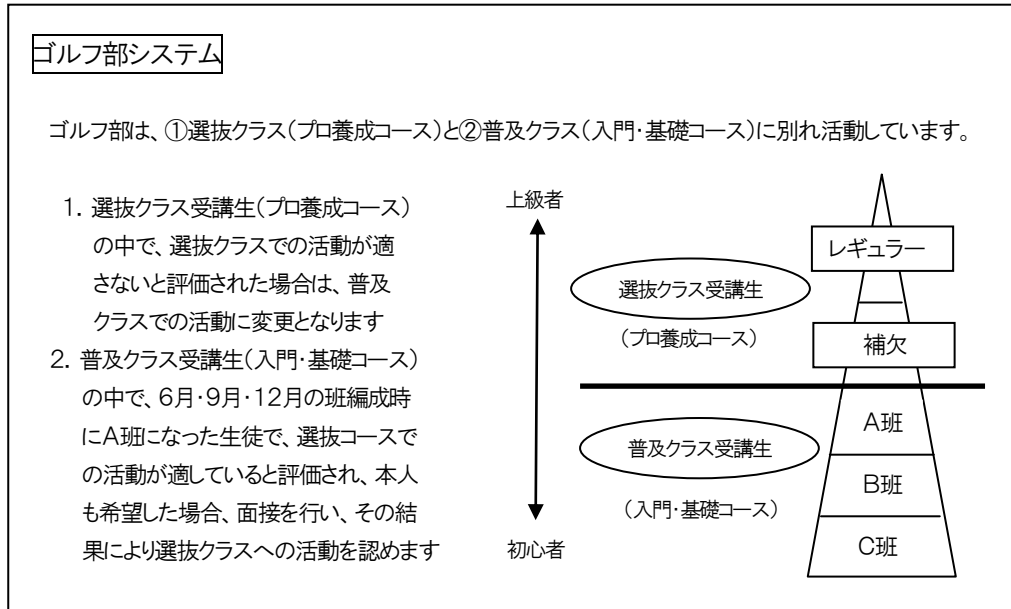 ゴルフ部システム
ゴルフ部は、①選抜クラス(プロ養成コース)と②普及クラス(入門・基礎コース)に別れ活動しています。
1. 選抜クラス受講生(プロ養成コース)
の中で、選抜クラスでの活動が適
さないと評価された場合は、普及
クラスでの活動に変更となります
2. 普及クラス受講生(入門・基礎コース)
の中で、6月・9月・12月の班編成時
にA班になった生徒で、選抜コースで
の活動が適していると評価され、本人
も希望した場合、面接を行い、その結
果により選抜クラスへの活動を認めます
上級者
初心者
選抜クラス受講生
(プロ養成コース)
普及クラス受講生
(入門・基礎コース)
レギュラー
補欠
A班
B班
C班